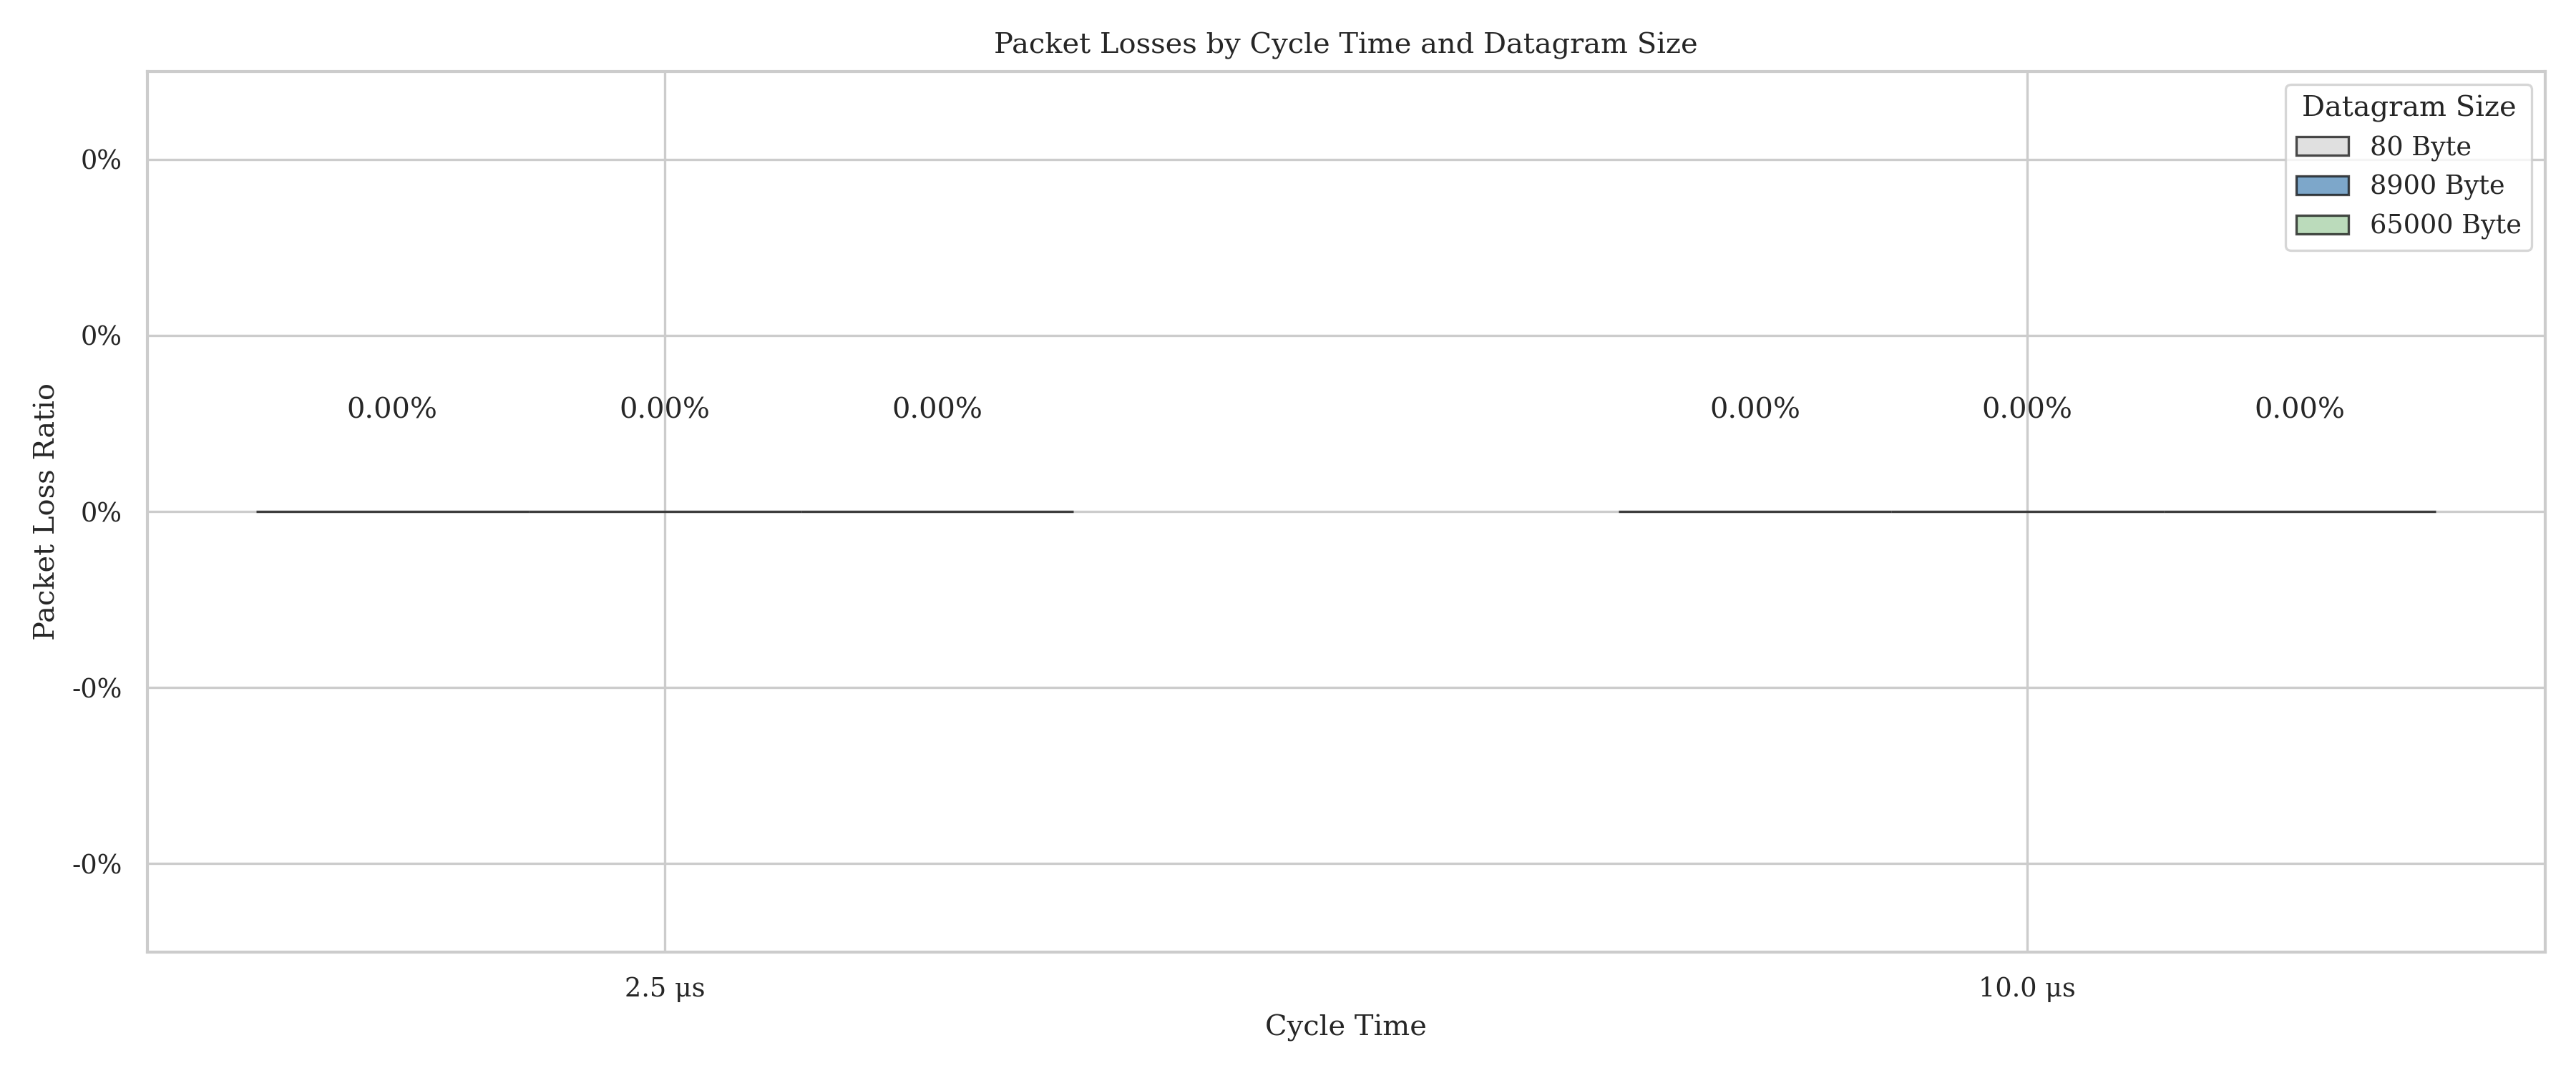 Packet Losses by Cycle Time and Datagram Size
Datagram Size
80 Byte
8900 Byte
65000 Byte
Packet Loss Ratio
0%
0%
0%
-0%
-0%
0.00% 0.00% 0.00% 0.00% 0.00% 0.00%
2.5 µs 10.0 µs
Cycle Time